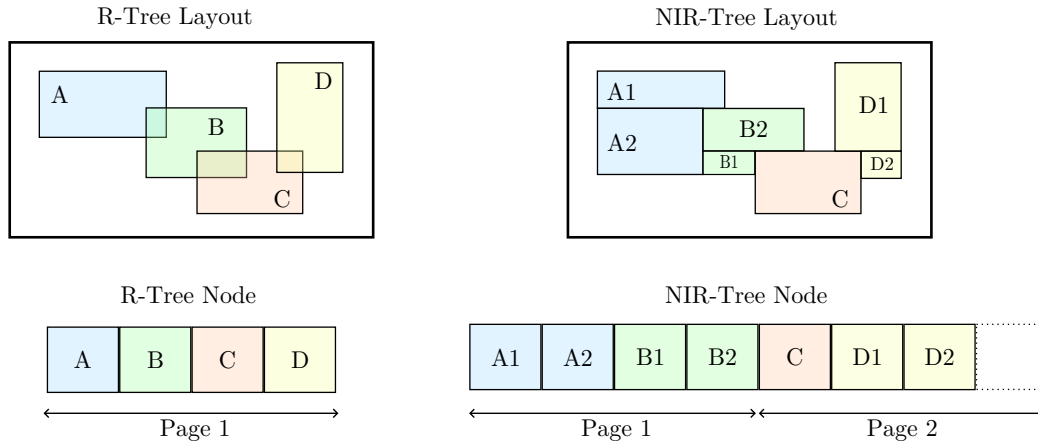 R-Tree Layout
A
B
C
D
NIR-Tree Layout
A1
A2
B2
B1
C
D1
D2
R-Tree Node
A B C D
Page 1
NIR-Tree Node
A1 A2 B1 B2 C D1 D2
Page 1 Page 2